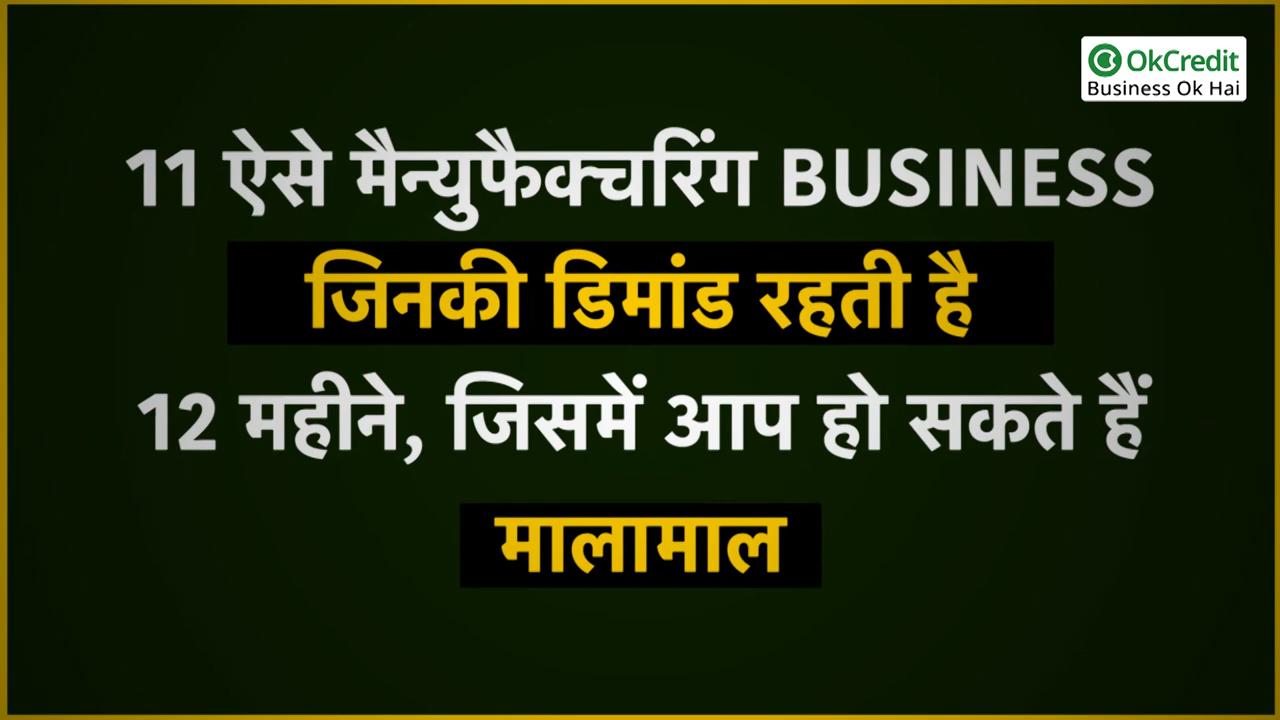 OkCredit
Business Ok Hai
11 ऐसे मैन्युफैक्चरिंग BUSINESS
जिनकी डिमांड रहती है
12 महीने, जिसमें आप हो सकते हैं
मालामाल